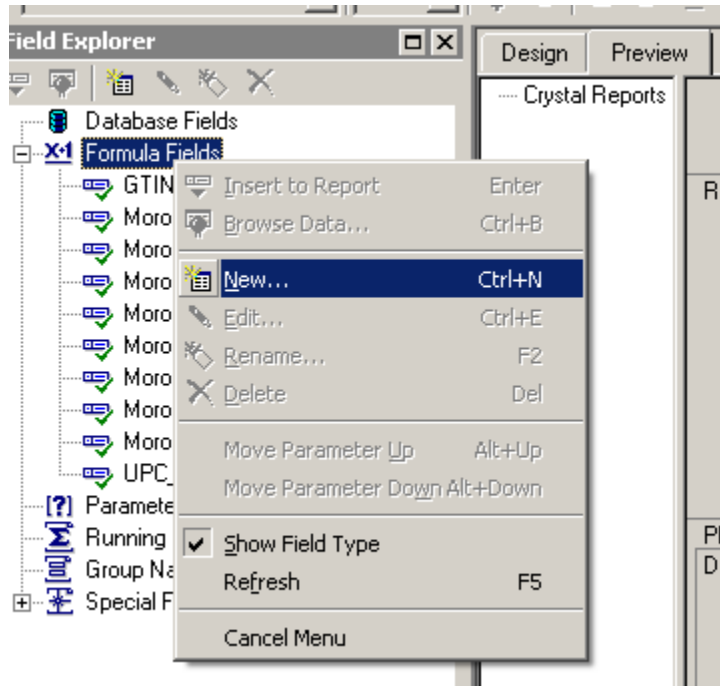 Field Explorer
Design Preview
Crystal Reports
Database Fields
X+1 Formula Fields
GTIN
Moro
Moro
Moro
Moro
Moro
Moro
Moro
Moro
UPC_
[?] Paramete
Running
Group Na
Special F
Insert to Report Enter
Browse Data... Ctrl+B
New... Ctrl+N
Edit... Ctrl+E
Rename... F2
Delete Del
Move Parameter Up Alt+Up
Move Parameter Down Alt+Down
Show Field Type
Refresh F5
Cancel Menu
R
D